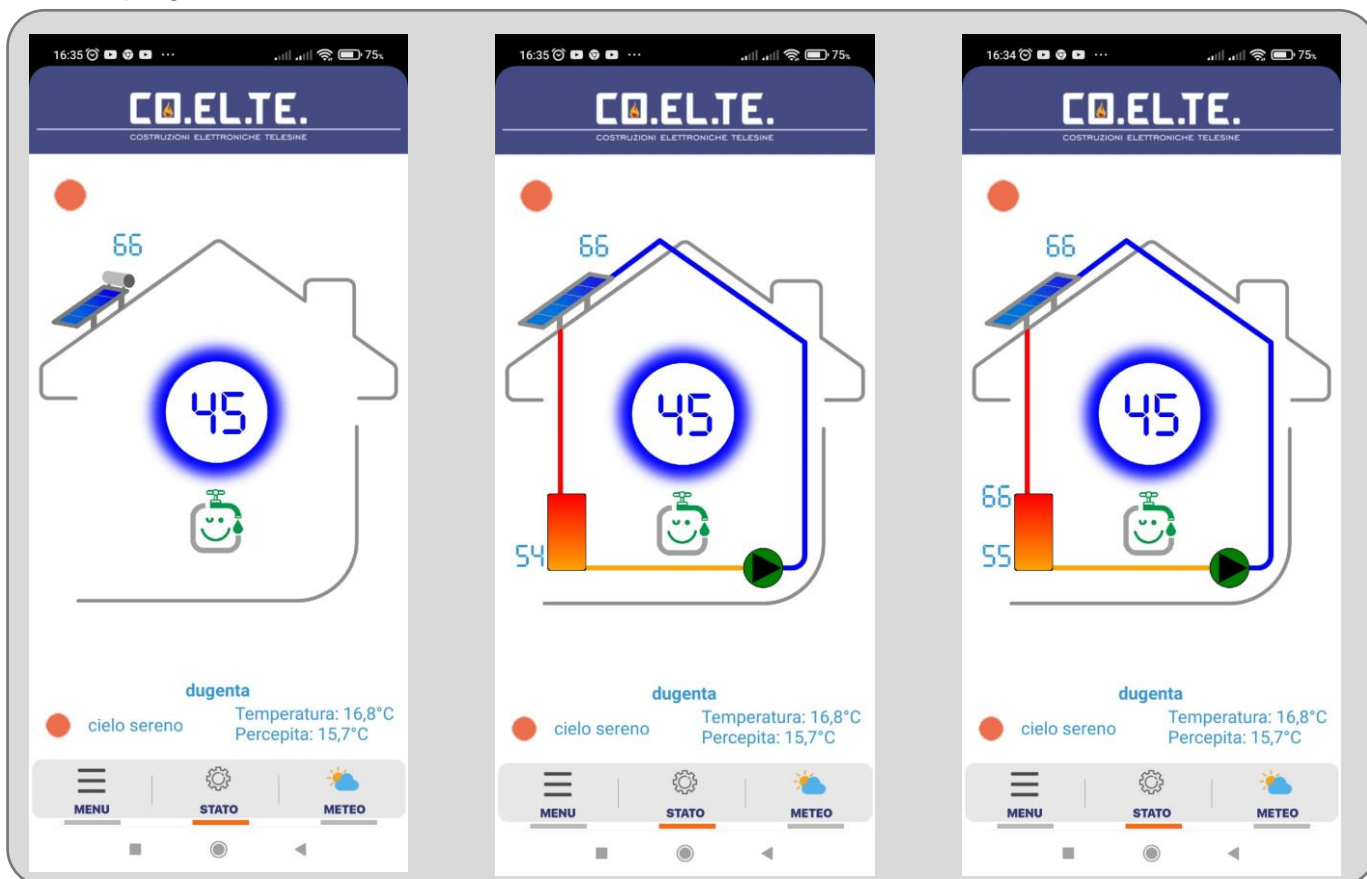 16:35 ... 75%
CO.EL.TE.
COSTRUZIONI ELETTRONICHE TELESINE
66
45
dugenta
cielo sereno
Temperatura: 16,8°C
Percepita: 15,7°C
MENU
STATO
METEO
16:35 ... 75%
CO.EL.TE.
COSTRUZIONI ELETTRONICHE TELESINE
66
45
54
dugenta
cielo sereno
Temperatura: 16,8°C
Percepita: 15,7°C
MENU
STATO
METEO
16:34 ... 75%
CO.EL.TE.
COSTRUZIONI ELETTRONICHE TELESINE
66
45
66
55
dugenta
cielo sereno
Temperatura: 16,8°C
Percepita: 15,7°C
MENU
STATO
METEO